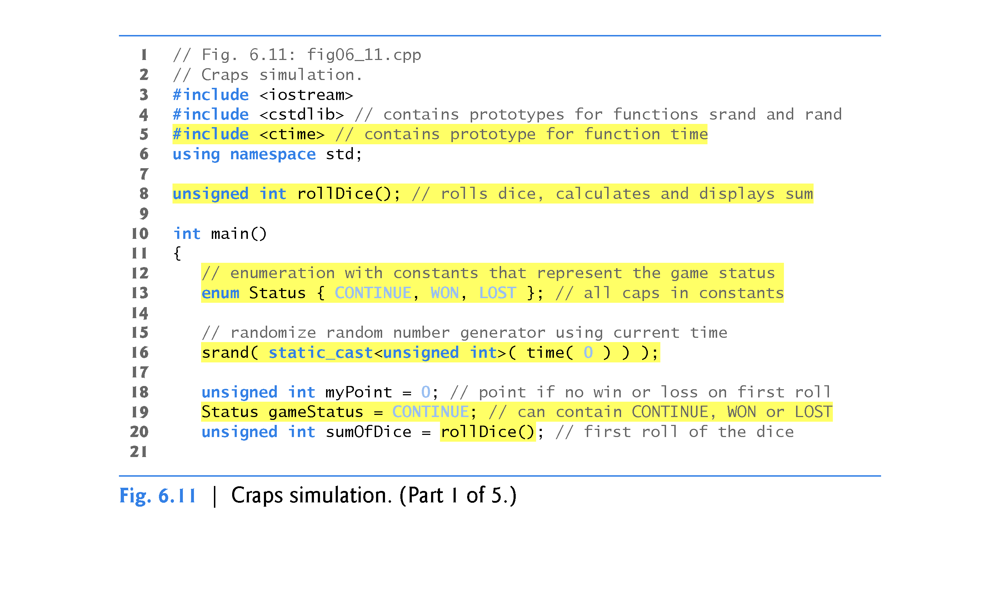 1 // Fig. 6.11: fig06_11.cpp
2 // Craps simulation.
3 #include <iostream>
4 #include <cstdlib> // contains prototypes for functions srand and rand
5 #include <ctime> // contains prototype for function time
6 using namespace std;
7
8 unsigned int rollDice(); // rolls dice, calculates and displays sum
9
10 int main()
11 {
12 // enumeration with constants that represent the game status
13 enum Status { CONTINUE, WON, LOST }; // all caps in constants
14
15 // randomize random number generator using current time
16 srand( static_cast<unsigned int>( time( 0 ) ) );
17
18 unsigned int myPoint = 0; // point if no win or loss on first roll
19 Status gameStatus = CONTINUE; // can contain CONTINUE, WON or LOST
20 unsigned int sumOfDice = rollDice(); // first roll of the dice
21
Fig. 6.11 | Craps simulation. (Part 1 of 5.)